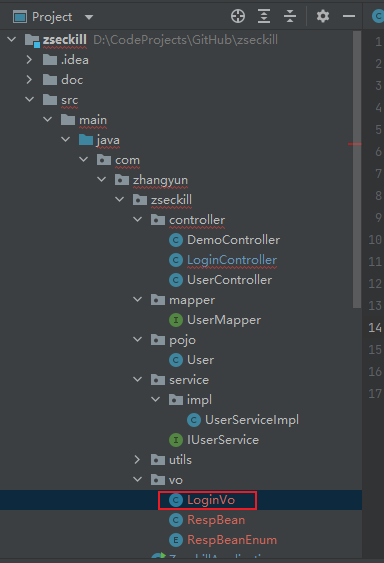 Project
zseckill D:\CodeProjects\GitHub\zseckill
.idea
doc
src
main
java
com
zhangyun
zseckill
controller
DemoController
LoginController
UserController
mapper
UserMapper
pojo
User
service
impl
UserServiceImpl
IUserService
utils
vo
LoginVo
RespBean
RespBeanEnum
1
2
3
4
5
6
7
8
9
10
11
12
13
14
15
16
17